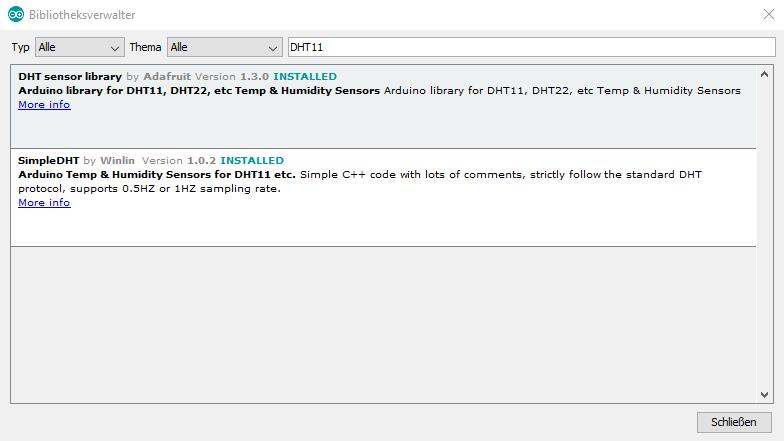 Bibliotheksverwalter
Typ Alle Thema Alle DHT11
DHT sensor library by Adafruit Version 1.3.0 INSTALLED
Arduino library for DHT11, DHT22, etc Temp & Humidity Sensors Arduino library for DHT11, DHT22, etc Temp & Humidity Sensors
More info
SimpleDHT by Winlin Version 1.0.2 INSTALLED
Arduino Temp & Humidity Sensors for DHT11 etc. Simple C++ code with lots of comments, strictly follow the standard DHT
protocol, supports 0.5HZ or 1HZ sampling rate.
More info
Schließen